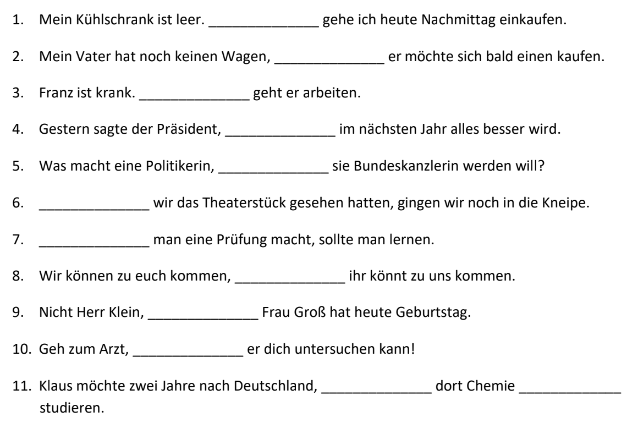 1. Mein Kühlschrank ist leer. ______________ gehe ich heute Nachmittag einkaufen.
2. Mein Vater hat noch keinen Wagen, ______________ er möchte sich bald einen kaufen.
3. Franz ist krank. ______________ geht er arbeiten.
4. Gestern sagte der Präsident, ______________ im nächsten Jahr alles besser wird.
5. Was macht eine Politikerin, ______________ sie Bundeskanzlerin werden will?
6. ______________ wir das Theaterstück gesehen hatten, gingen wir noch in die Kneipe.
7. ______________ man eine Prüfung macht, sollte man lernen.
8. Wir können zu euch kommen, ______________ ihr könnt zu uns kommen.
9. Nicht Herr Klein, ______________ Frau Groß hat heute Geburtstag.
10. Geh zum Arzt, ______________ er dich untersuchen kann!
11. Klaus möchte zwei Jahre nach Deutschland, ______________ dort Chemie _____________
studieren.